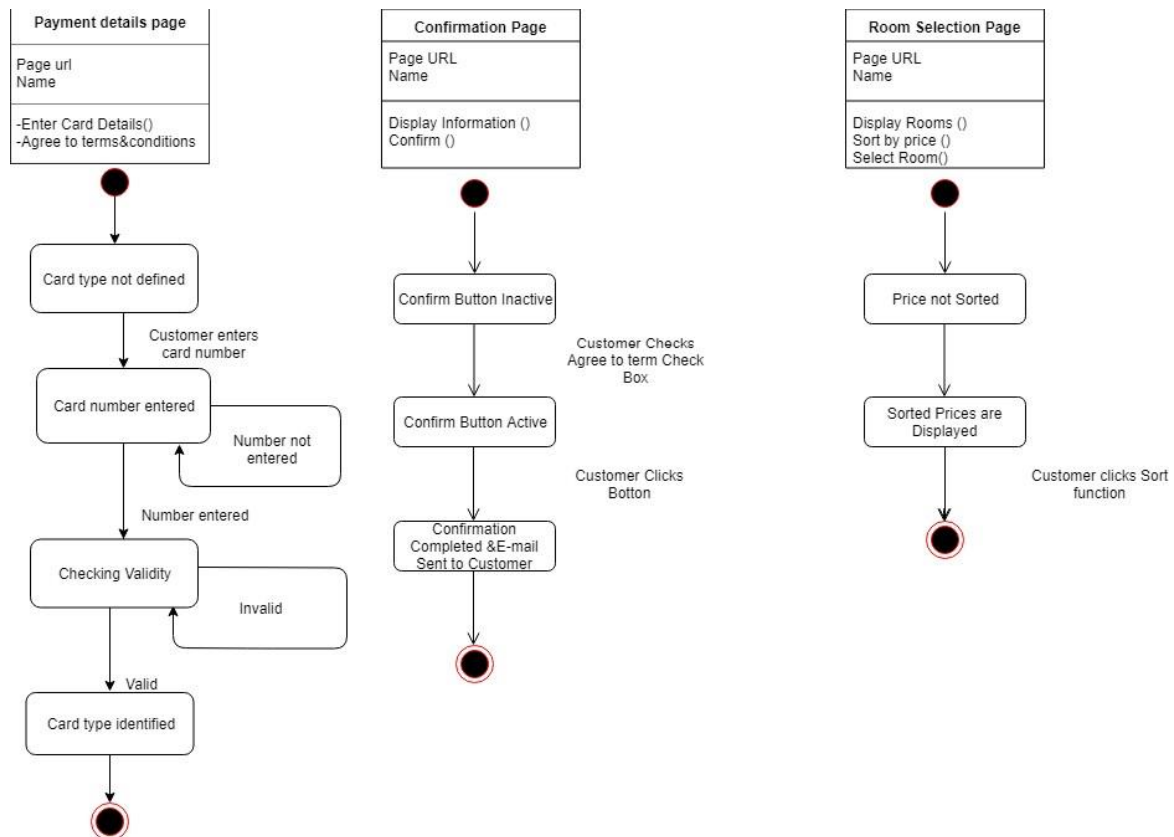 Payment details page
Page url
Name
-Enter Card Details()
-Agree to terms&conditions
Card type not defined
Customer enters
card number
Card number entered
Number not
entered
Number entered
Checking Validity
Invalid
Valid
Card type identified
Confirmation Page
Page URL
Name
Display Information ()
Confirm ()
Confirm Button Inactive
Customer Checks
Agree to term Check
Box
Confirm Button Active
Customer Clicks
Botton
Confirmation
Completed &E-mail
Sent to Customer
Room Selection Page
Page URL
Name
Display Rooms ()
Sort by price ()
Select Room()
Price not Sorted
Sorted Prices are
Displayed
Customer clicks Sort
function